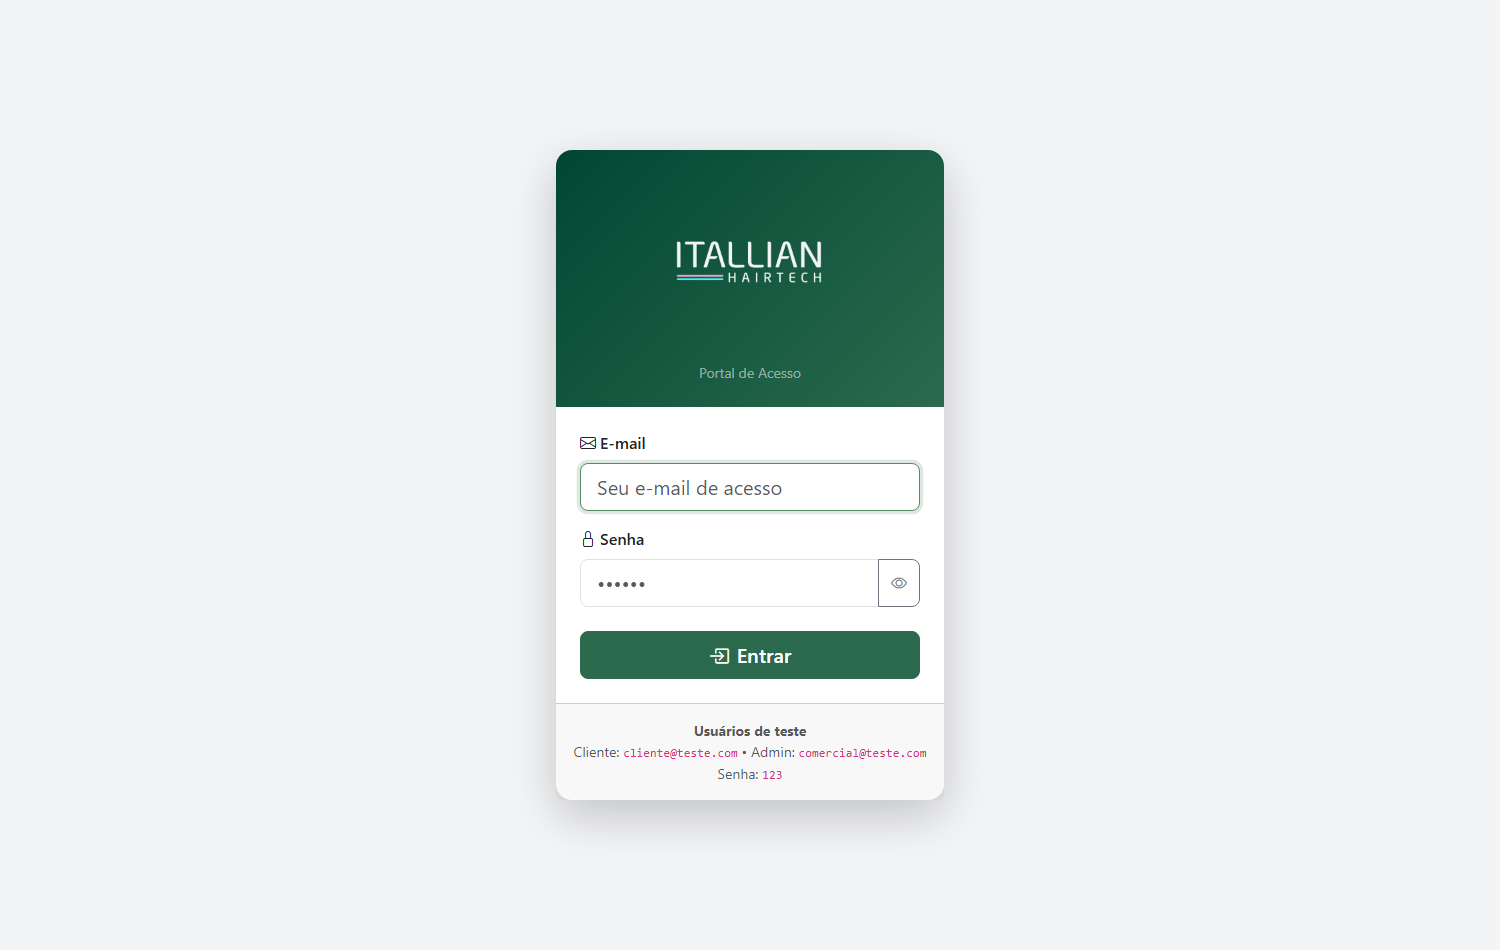 ITALLIAN
HAIRTECH
Portal de Acesso
E-mail
Seu e-mail de acesso
Senha
••••••
Entrar
Usuários de teste
Cliente: cliente@teste.com • Admin: comercial@teste.com
Senha: 123